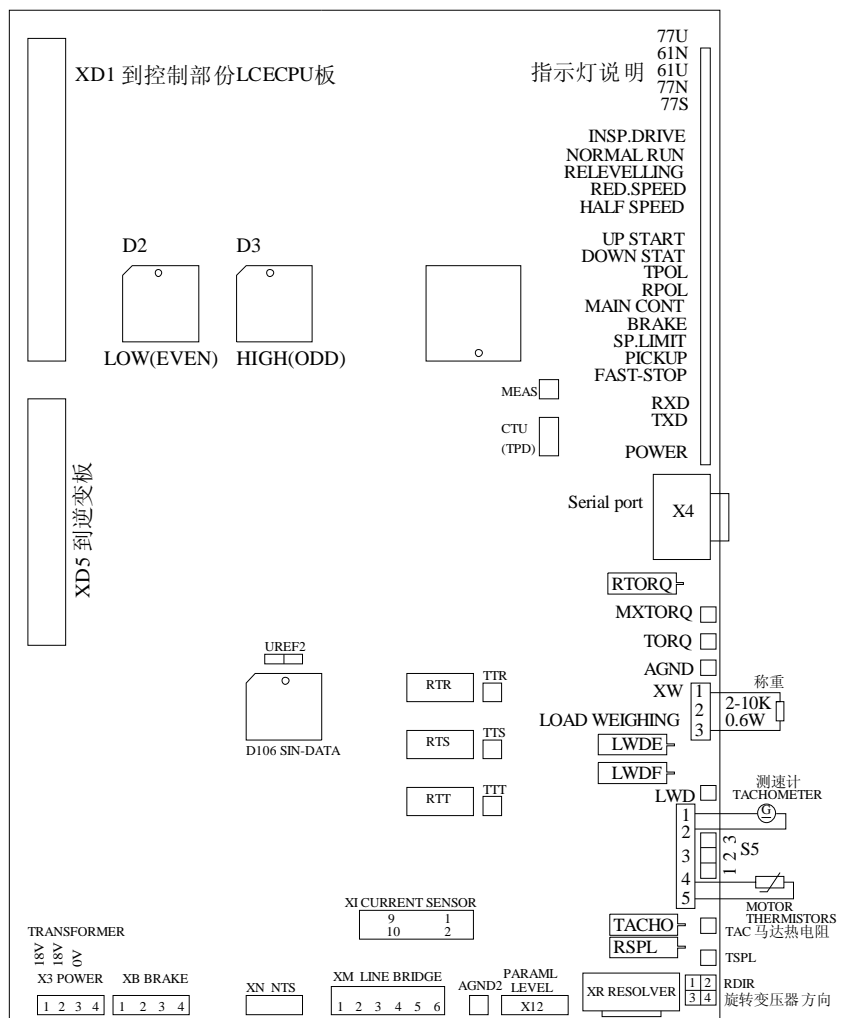 XD1 到控制部份LCECPU板
指示灯说明
77U
61N
61U
77N
77S
INSP.DRIVE
NORMAL RUN
RELEVELLING
RED.SPEED
HALF SPEED
D2
D3
UP START
DOWN STAT
TPOL
RPOL
MAIN CONT
BRAKE
SP.LIMIT
PICKUP
FAST-STOP
LOW(EVEN)
HIGH(ODD)
MEAS
RXD
TXD
CTU
(TPD)
POWER
XD5 到逆变板
Serial port
X4
RTORQ
MXTORQ
TORQ
AGND
UREF2
D106 SIN-DATA
RTR
TTR
RTS
TTS
RTT
TTT
XW
1
2
3
称重
2-10K
0.6W
LOAD WEIGHING
LWDE
LWDF
LWD
测速计
TACHOMETER
G
1
2
3
4
5
1 2 3
S5
MOTOR
THERMISTORS
XI CURRENT SENSOR
9 1
10 2
TACHO
TAC 马达热电阻
RSPL
TSPL
TRANSFORMER
18V
18V
0V
X3 POWER
1 2 3 4
XB BRAKE
1 2 3 4
XN NTS
XM LINE BRIDGE
1 2 3 4 5 6
AGND2
PARAML
LEVEL
X12
XR RESOLVER
1 2
3 4
RDIR
旋转变压器方向